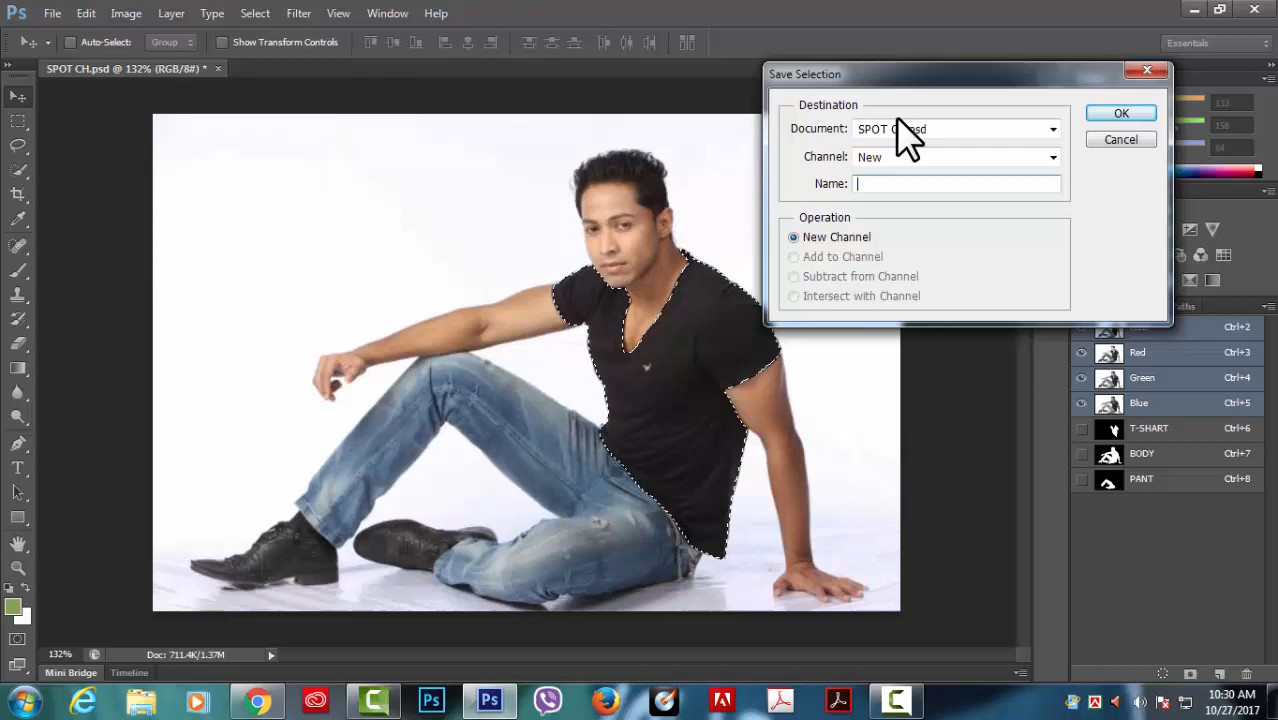 Ps File Edit Image Layer Type Select Filter View Window Help
Auto-Select: Group Show Transform Controls Essentials
SPOT CH.psd @ 132% (RGB/8#) * ×
Save Selection
Destination
Document: SPOT
Channel: New
Name:
OK
Cancel
Operation
New Channel
Add to Channel
Subtract from Channel
Intersect with Channel
133
158
84
Ctrl+2
Red Ctrl+3
Green Ctrl+4
Blue Ctrl+5
T-SHART Ctrl+6
BODY Ctrl+7
PANT Ctrl+8
132% Doc: 711.4K/1.37M
Mini Bridge Timeline
10:30 AM
10/27/2017